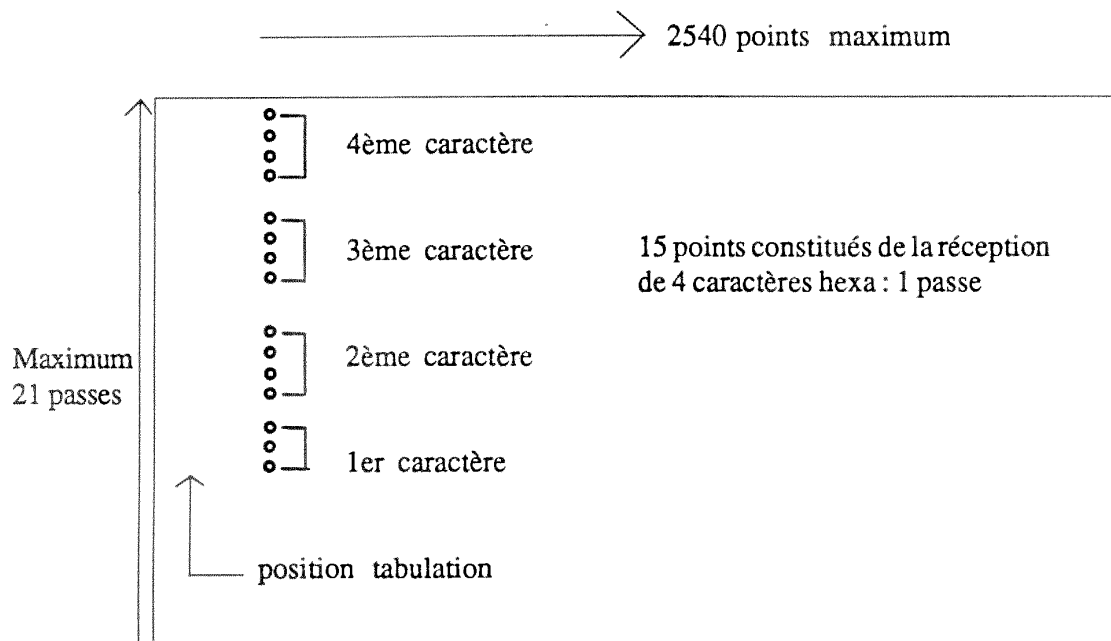 2540 points maximum
4ème caractère
3ème caractère
15 points constitués de la réception
de 4 caractères hexa : 1 passe
Maximum
21 passes
2ème caractère
1er caractère
position tabulation